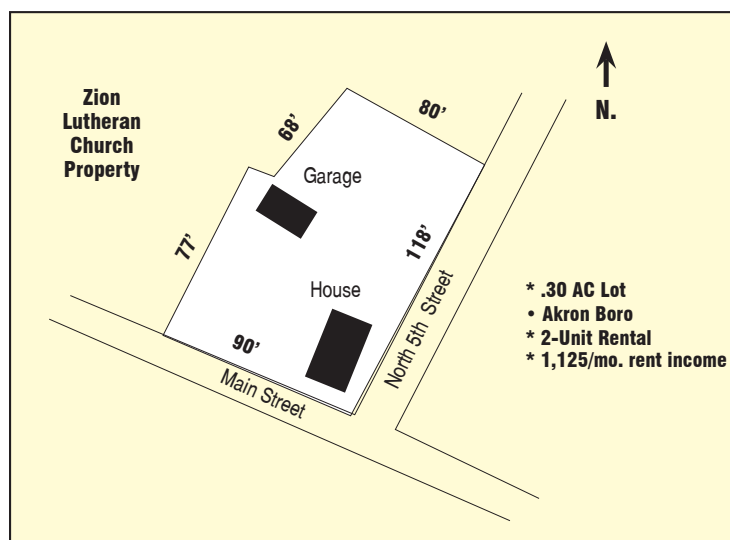 Zion
Lutheran
Church
Property
68’
80’
N.
Garage
77’
118’
House
90’
Main Street
North 5th Street
* .30 AC Lot
• Akron Boro
* 2-Unit Rental
* 1,125/mo. rent income